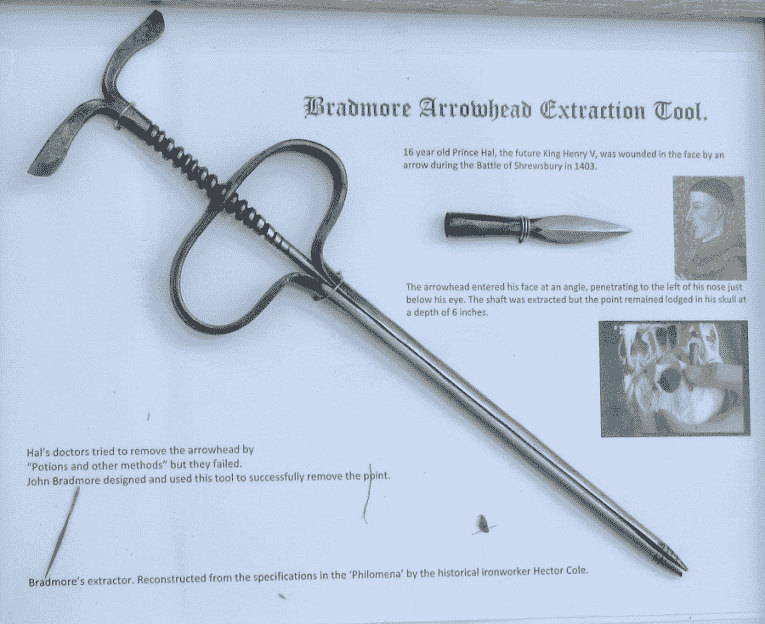 Bradmore Arrowhead Extraction Tool.
16 year old Prince Hal, the future King Henry V, was wounded in the face by an
arrow during the Battle of Shrewsbury in 1403.
The arrowhead entered his face at an angle, penetrating to the left of his nose just
below his eye. The shaft was extracted but the point remained lodged in his skull at
a depth of 6 inches.
Hal's doctors tried to remove the arrowhead by
"Potions and other methods" but they failed.
John Bradmore designed and used this tool to successfully remove the point.
Bradmore's extractor. Reconstructed from the specifications in the 'Philomena' by the historical ironworker Hector Cole.